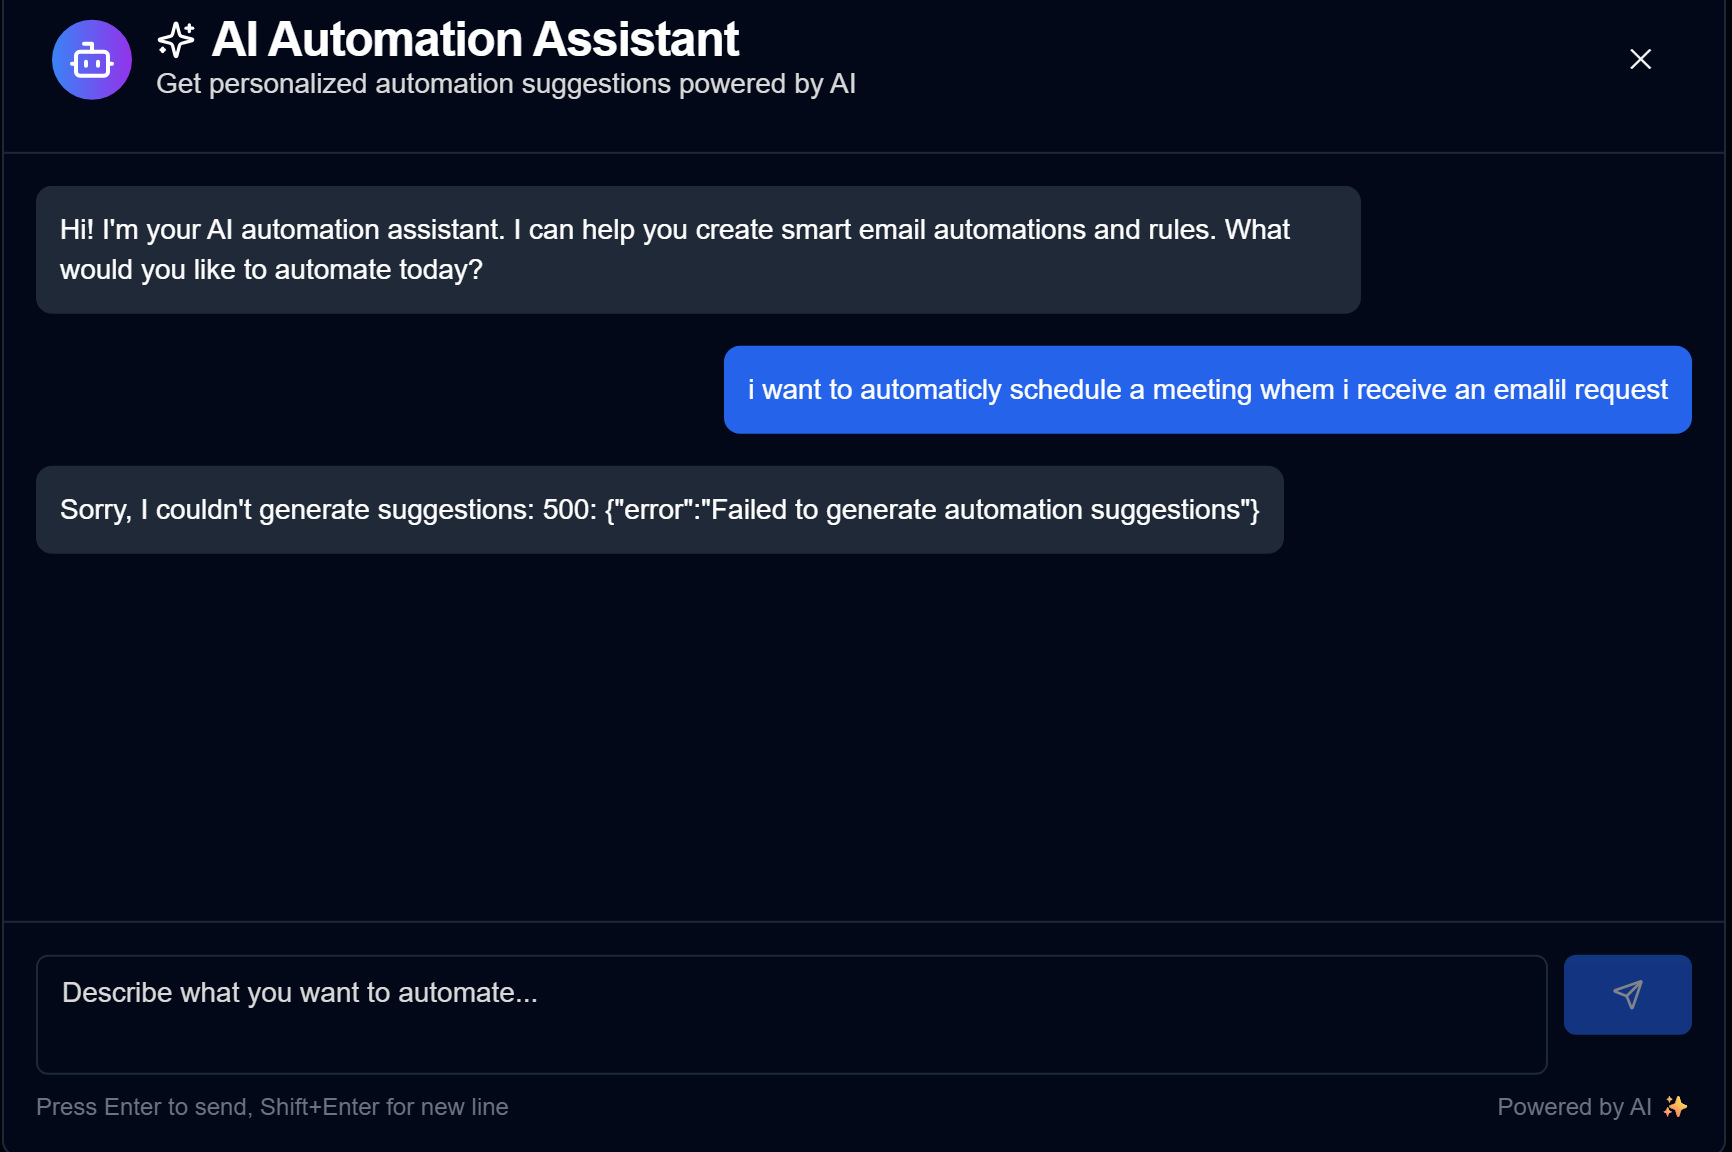 AI Automation Assistant
Get personalized automation suggestions powered by AI
Hi! I'm your AI automation assistant. I can help you create smart email automations and rules. What
would you like to automate today?
i want to automaticly schedule a meeting whem i receive an emalil request
Sorry, I couldn't generate suggestions: 500: {"error":"Failed to generate automation suggestions"}
Describe what you want to automate...
Press Enter to send, Shift+Enter for new line
Powered by AI ✨